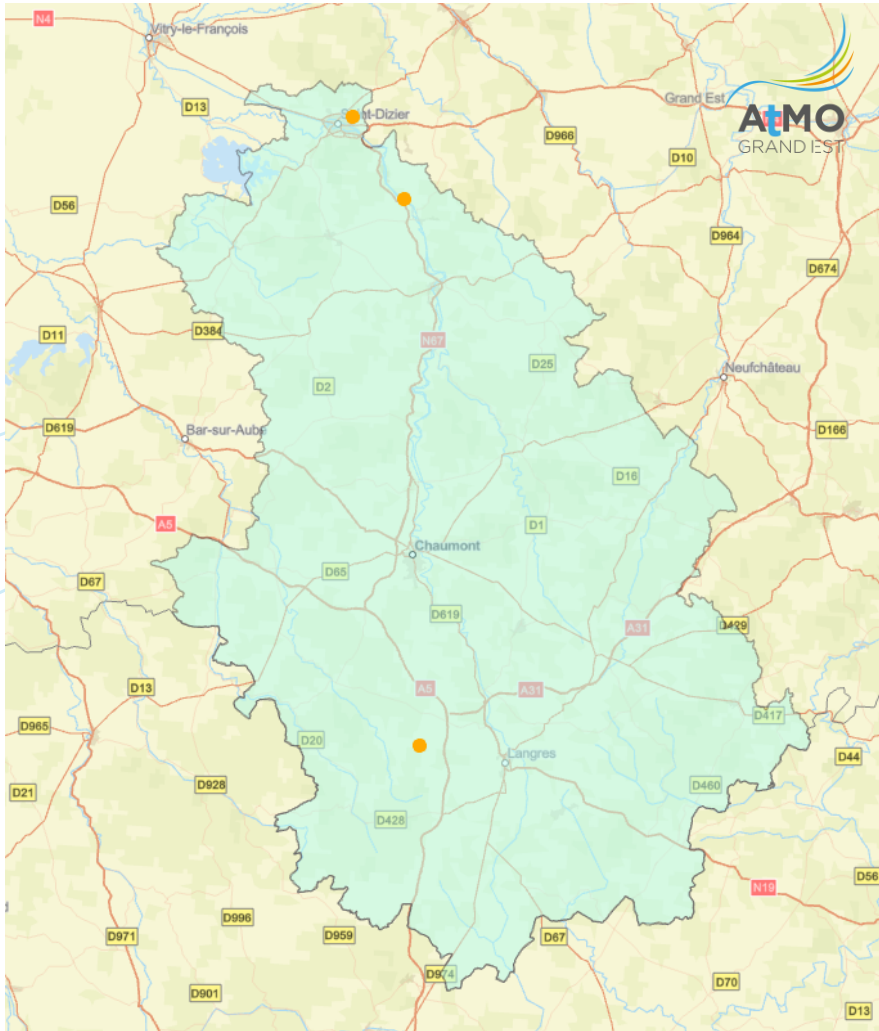 N4
Vitry-le-François
D13
Grand Est
AtMO
GRAND EST
D966
D10
D56
D964
D674
D11
D384
N67
D25
D2
Neufchâteau
D619
Bar-sur-Aube
D166
D16
A5
D1
Chaumont
D65
D67
D619
D429
A31
D13
A5
A31
D417
D965
D20
Langres
D44
D928
D460
D21
D428
D56
N19
D996
D971
D959
D67
D974
D70
D901
D13